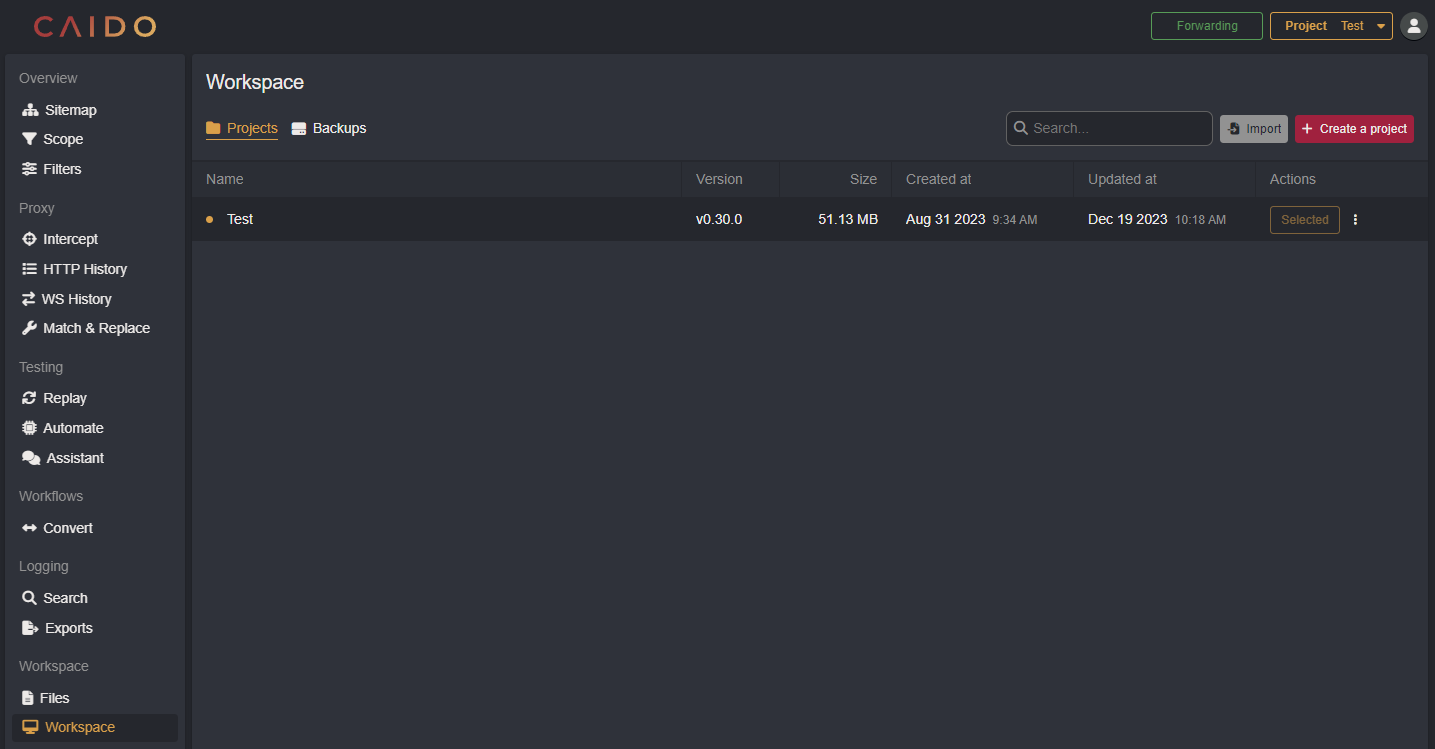 CAIDO
Forwarding
Project Test
Overview
Sitemap
Scope
Filters
Proxy
Intercept
HTTP History
WS History
Match & Replace
Testing
Replay
Automate
Assistant
Workflows
Convert
Logging
Search
Exports
Workspace
Files
Workspace
Workspace
Projects Backups
Search... Import + Create a project
Name Version Size Created at Updated at Actions
Test v0.30.0 51.13 MB Aug 31 2023 9:34 AM Dec 19 2023 10:18 AM Selected